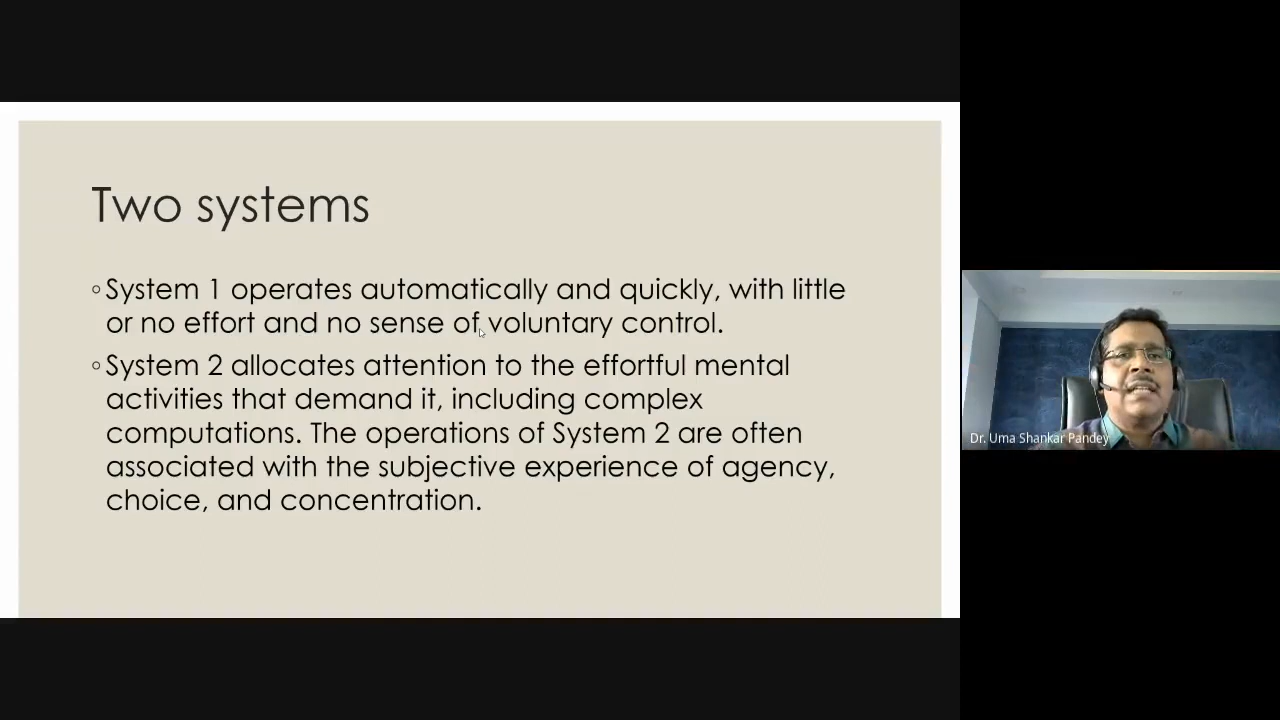 Two systems
◦System 1 operates automatically and quickly, with little
or no effort and no sense of voluntary control.
◦System 2 allocates attention to the effortful mental
activities that demand it, including complex
computations. The operations of System 2 are often
associated with the subjective experience of agency,
choice, and concentration.
Dr. Uma Shankar Pandey